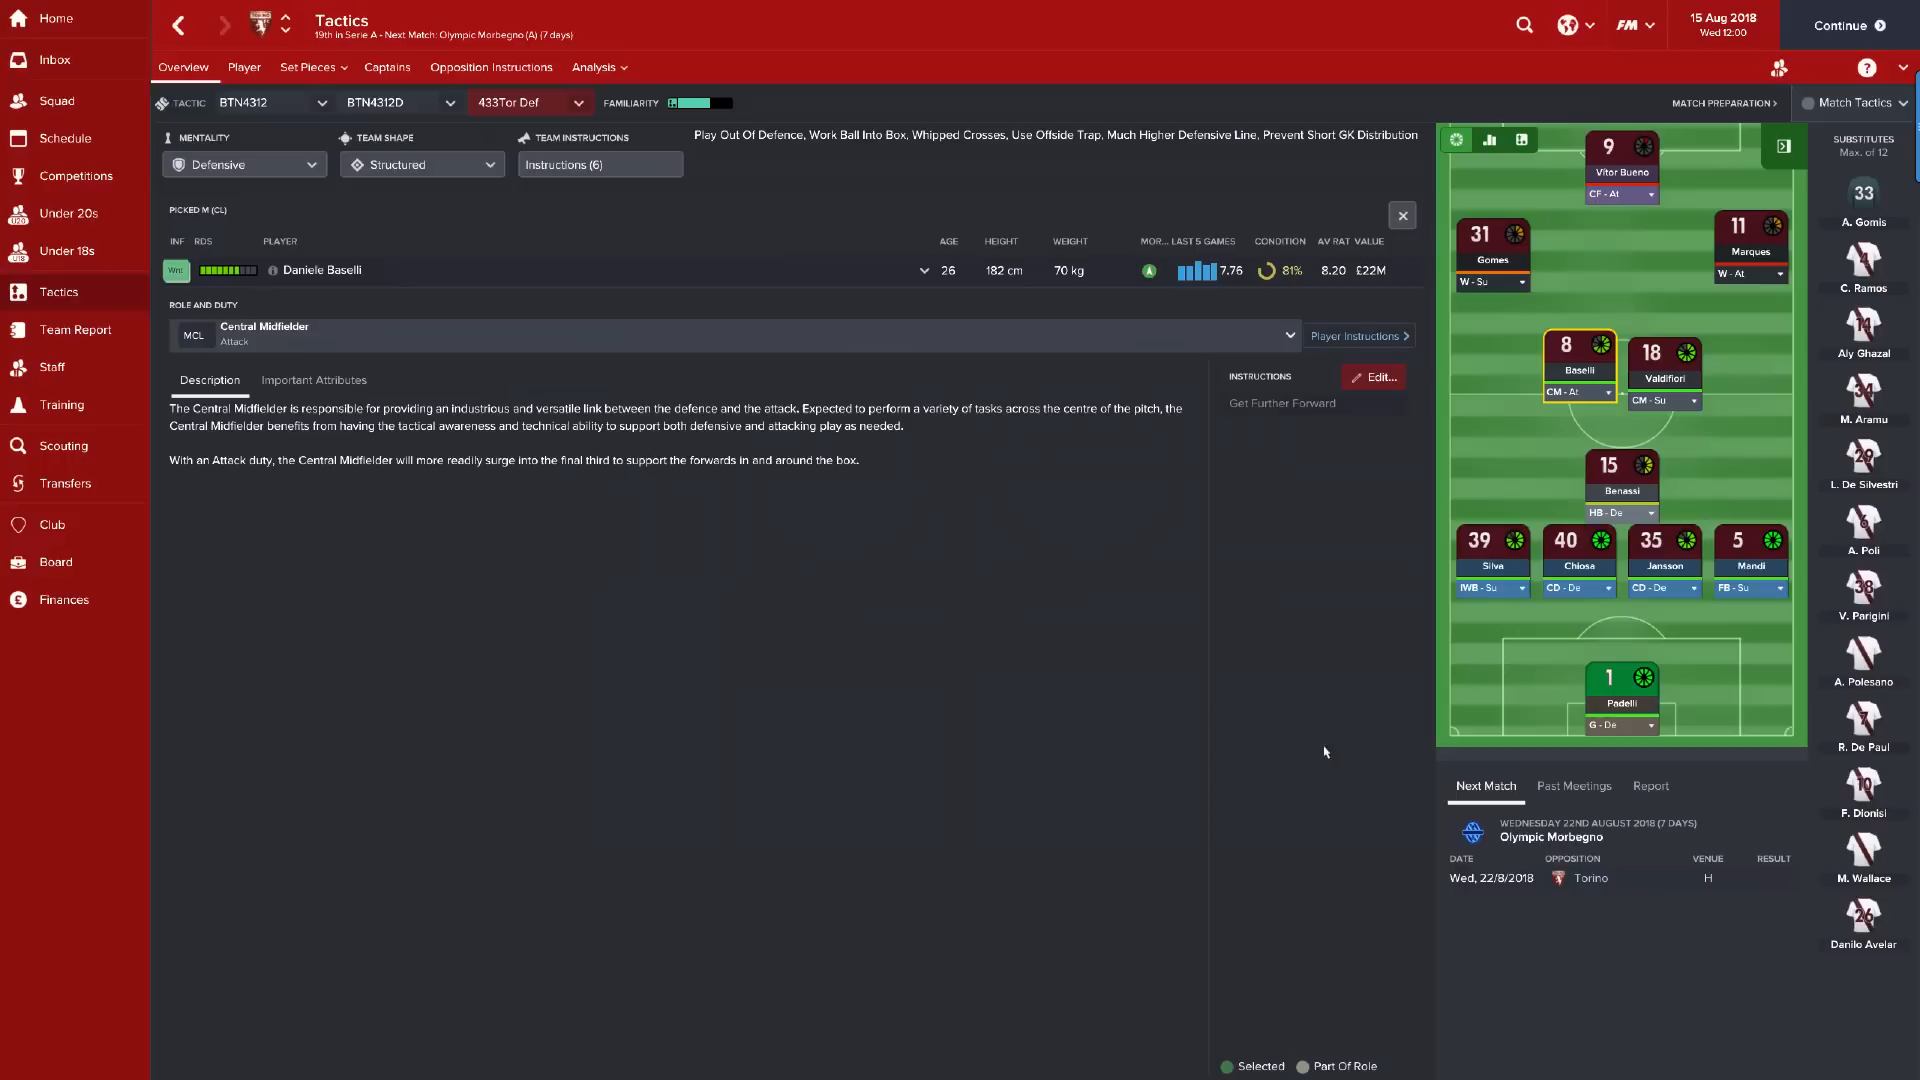 Home
Inbox
Squad
Schedule
Competitions
Under 20s
Under 18s
Tactics
Team Report
Staff
Training
Scouting
Transfers
Club
Board
Finances
Tactics
19th in Serie A - Next Match: Olympic Morbegno (A) (7 days)
FM
15 Aug 2018
Wed 12:00
Continue
Overview Player Set Pieces Captains Opposition Instructions Analysis
TACTIC BTN4312 BTN4312D 433Tor Def FAMILIARITY MATCH PREPARATION > Match Tactics
MENTALITY TEAM SHAPE TEAM INSTRUCTIONS
Play Out Of Defence, Work Ball Into Box, Whipped Crosses, Use Offside Trap, Much Higher Defensive Line, Prevent Short GK Distribution
Defensive Structured Instructions (6)
PICKED M (CL)
INF RDS PLAYER AGE HEIGHT WEIGHT MOR... LAST 5 GAMES CONDITION AV RAT VALUE
Wnt Daniele Baselli 26 182 cm 70 kg 7.76 81% 8.20 £22M
ROLE AND DUTY
MCL Central Midfielder
Attack
Player Instructions >
Description Important Attributes
INSTRUCTIONS Edit...
Get Further Forward
The Central Midfielder is responsible for providing an industrious and versatile link between the defence and the attack. Expected to perform a variety of tasks across the centre of the pitch, the
Central Midfielder benefits from having the tactical awareness and technical ability to support both defensive and attacking play as needed.
With an Attack duty, the Central Midfielder will more readily surge into the final third to support the forwards in and around the box.
Selected Part Of Role
9
Vítor Bueno
CF - At
31
Gomes
W - Su
11
Marques
W - At
8
Baselli
CM - At
18
Valdifiori
CM - Su
15
Benassi
HB - De
39
Silva
IWB - Su
40
Chiosa
CD - De
35
Jansson
CD - De
5
Mandi
FB - Su
1
Padelli
G - De
Next Match Past Meetings Report
WEDNESDAY 22ND AUGUST 2018 (7 DAYS)
Olympic Morbegno
DATE OPPOSITION VENUE RESULT
Wed, 22/8/2018 Torino H
SUBSTITUTES
Max. of 12
33
A. Gomis
4
C. Ramos
14
Aly Ghazal
34
M. Aramu
29
L. De Silvestri
6
A. Poli
38
V. Parigini
A. Polesano
7
R. De Paul
10
F. Dionisi
M. Wallace
26
Danilo Avelar